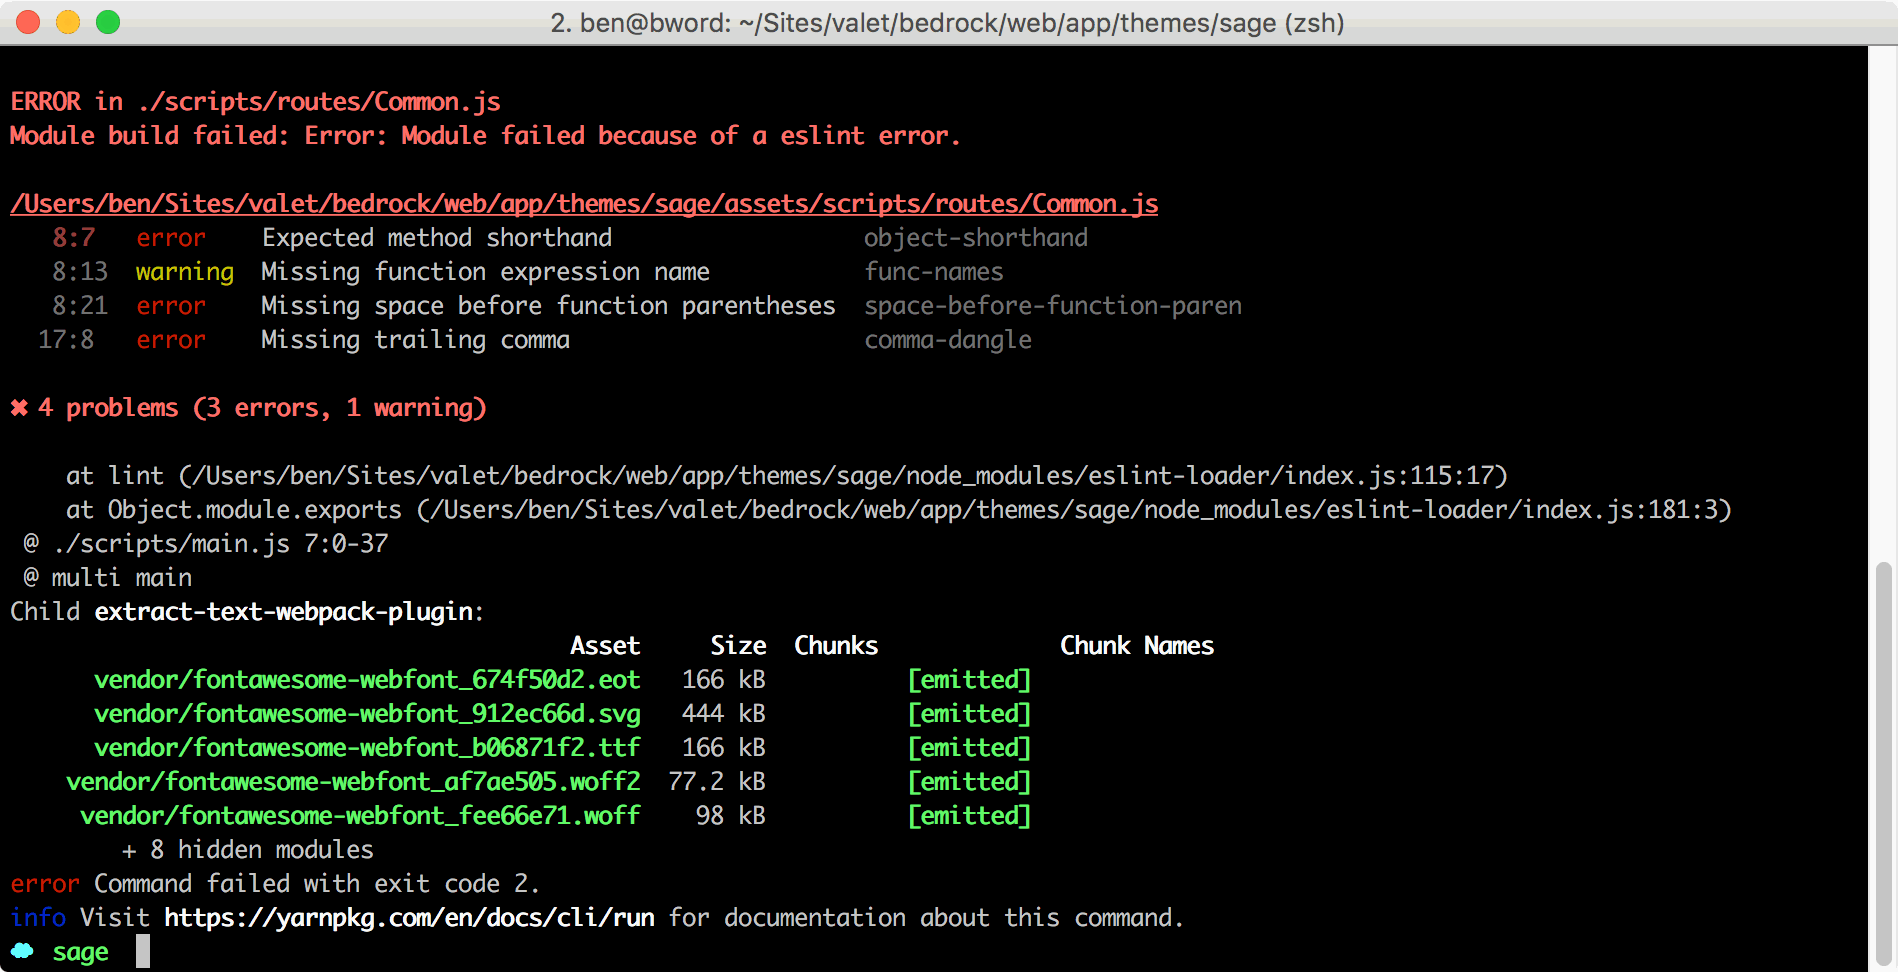 2. ben@bword: ~/Sites/valet/bedrock/web/app/themes/sage (zsh)
ERROR in ./scripts/routes/Common.js
Module build failed: Error: Module failed because of a eslint error.
/Users/ben/Sites/valet/bedrock/web/app/themes/sage/assets/scripts/routes/Common.js
8:7 error Expected method shorthand object-shorthand
8:13 warning Missing function expression name func-names
8:21 error Missing space before function parentheses space-before-function-paren
17:8 error Missing trailing comma comma-dangle
✖ 4 problems (3 errors, 1 warning)
at lint (/Users/ben/Sites/valet/bedrock/web/app/themes/sage/node_modules/eslint-loader/index.js:115:17)
at Object.module.exports (/Users/ben/Sites/valet/bedrock/web/app/themes/sage/node_modules/eslint-loader/index.js:181:3)
@ ./scripts/main.js 7:0-37
@ multi main
Child extract-text-webpack-plugin:
Asset Size Chunks Chunk Names
vendor/fontawesome-webfont_674f50d2.eot 166 kB [emitted]
vendor/fontawesome-webfont_912ec66d.svg 444 kB [emitted]
vendor/fontawesome-webfont_b06871f2.ttf 166 kB [emitted]
vendor/fontawesome-webfont_af7ae505.woff2 77.2 kB [emitted]
vendor/fontawesome-webfont_fee66e71.woff 98 kB [emitted]
+ 8 hidden modules
error Command failed with exit code 2.
info Visit https://yarnpkg.com/en/docs/cli/run for documentation about this command.
sage